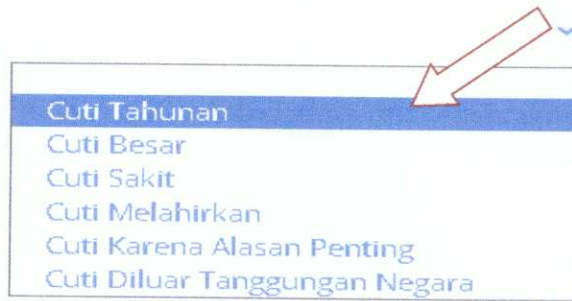 Cuti Tahunan
Cuti Besar
Cuti Sakit
Cuti Melahirkan
Cuti Karena Alasan Penting
Cuti Diluar Tanggungan Negara